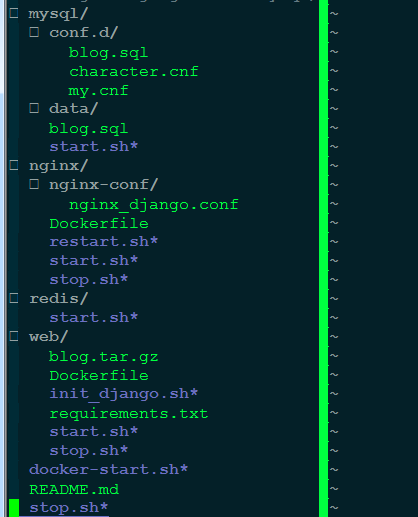 mysql/
conf.d/
blog.sql
character.cnf
my.cnf
data/
blog.sql
start.sh*
nginx/
nginx-conf/
nginx_django.conf
Dockerfile
restart.sh*
start.sh*
stop.sh*
redis/
start.sh*
web/
blog.tar.gz
Dockerfile
init_django.sh*
requirements.txt
start.sh*
stop.sh*
docker-start.sh*
README.md
stop.sh*